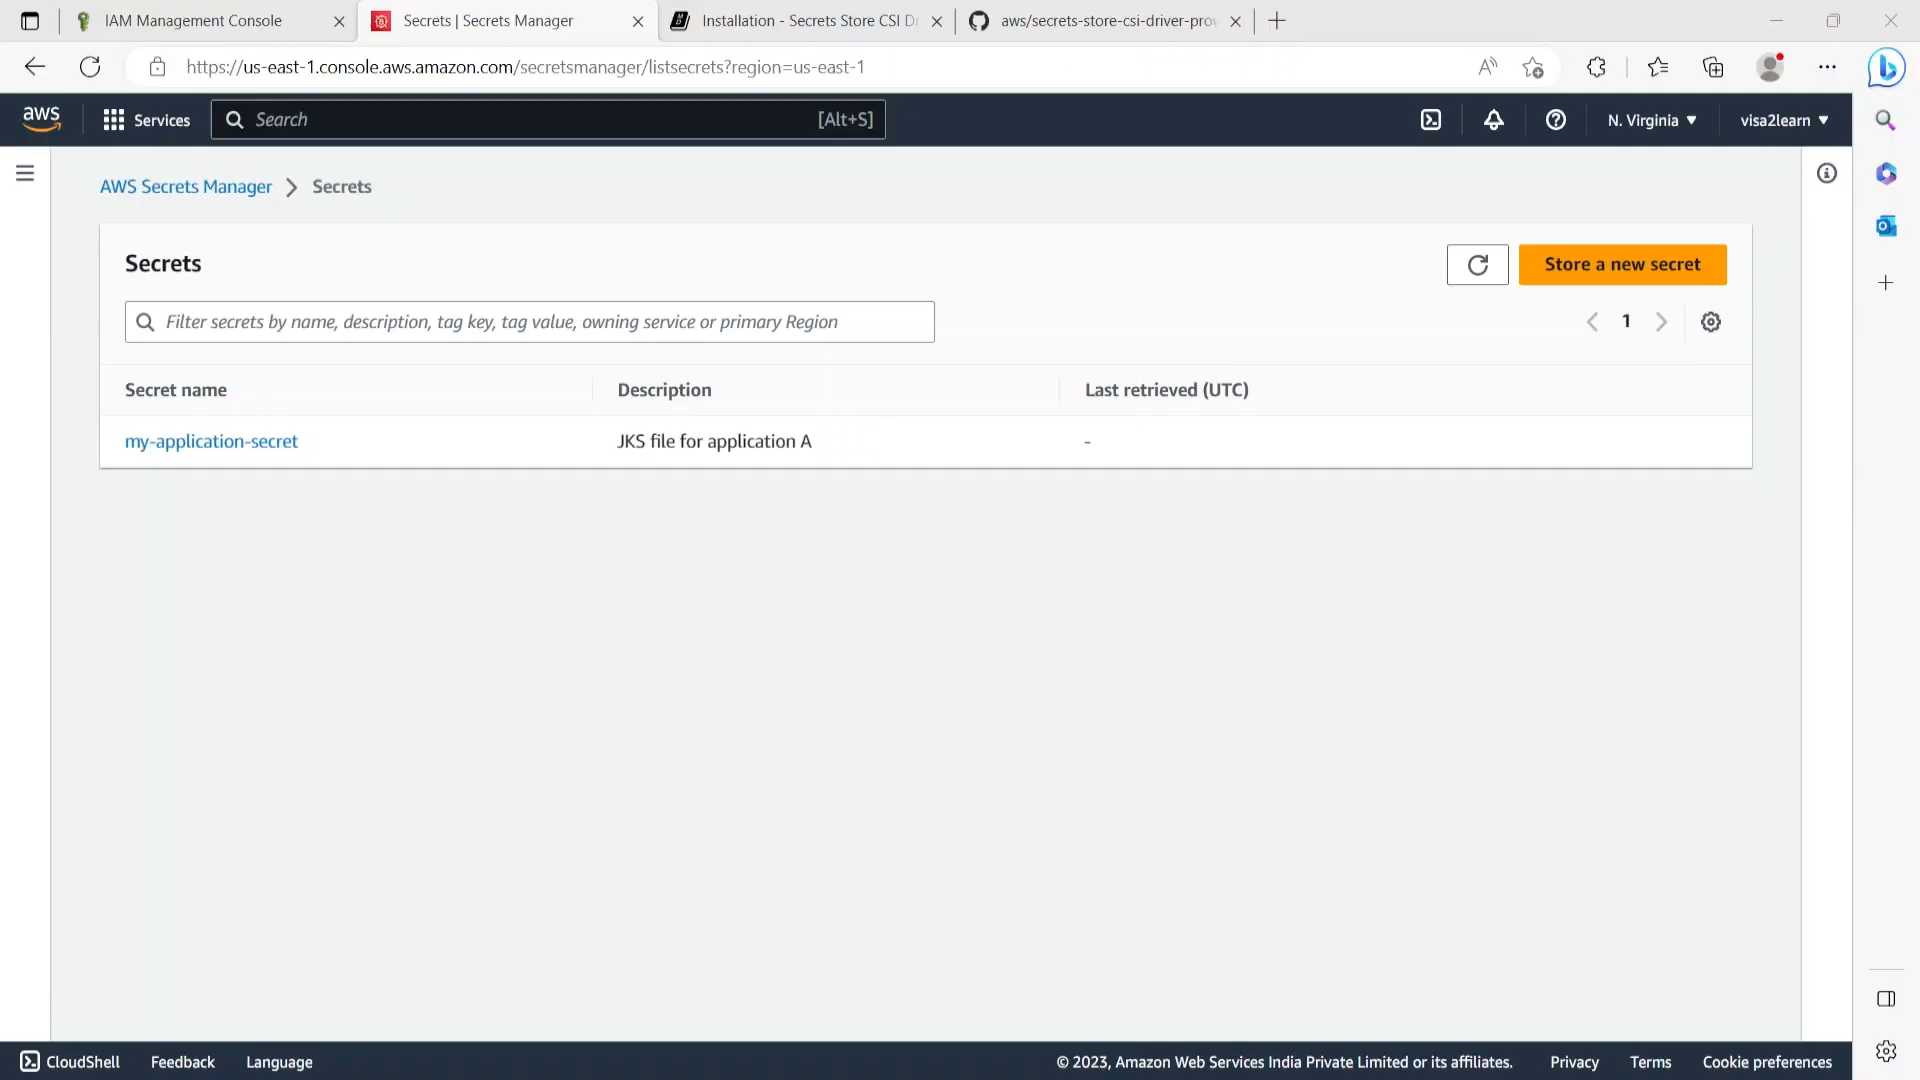 IAM Management Console
Secrets | Secrets Manager
Installation - Secrets Store CSI Dr
aws/secrets-store-csi-driver-prov
https://us-east-1.console.aws.amazon.com/secretsmanager/listsecrets?region=us-east-1
aws
Services
Search
[Alt+S]
N. Virginia
visa2learn
AWS Secrets Manager
Secrets
Secrets
Store a new secret
Filter secrets by name, description, tag key, tag value, owning service or primary Region
1
Secret name
Description
Last retrieved (UTC)
my-application-secret
JKS file for application A
-
CloudShell
Feedback
Language
© 2023, Amazon Web Services India Private Limited or its affiliates.
Privacy
Terms
Cookie preferences